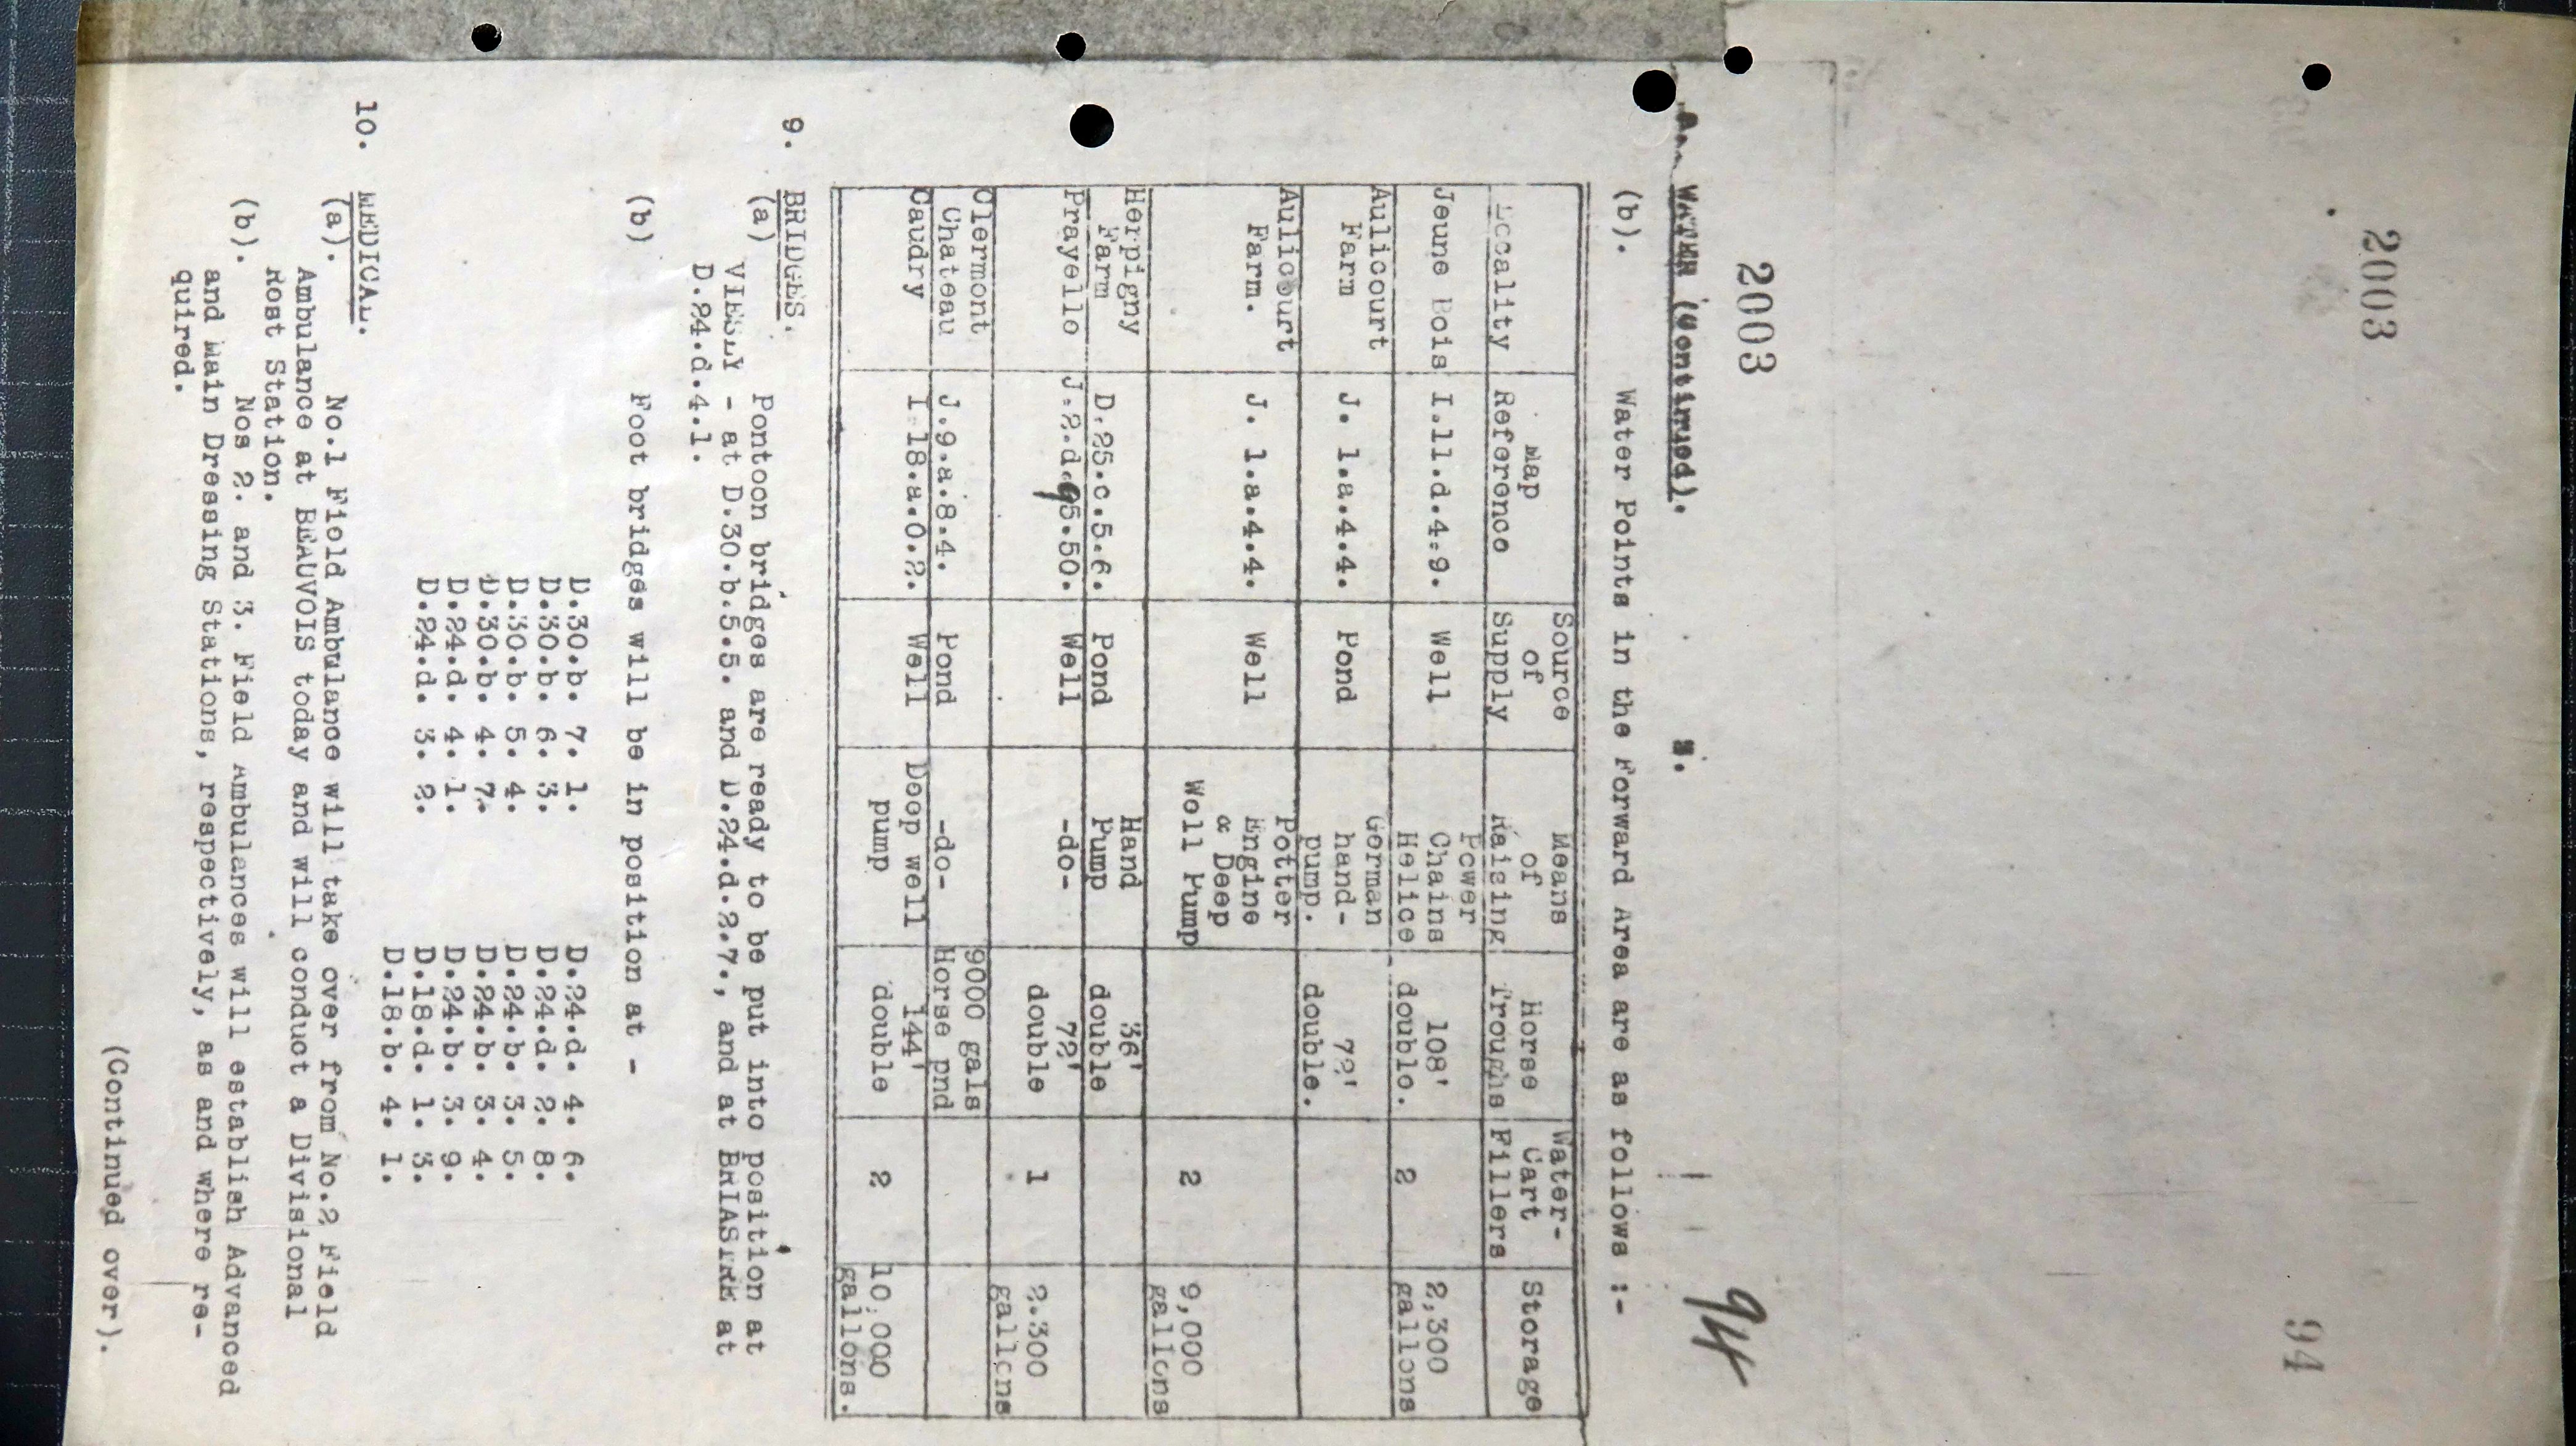 2003
94
2003
94
3.
8. WATER (Continued).
(b). Water Points in the Forward Area are as follows :-
Locality | Map Reference | Source of Supply | Means of Raising | Horse Troughs | Water-Cart Fillers | Storage
Jeune Bois | I.11.d.4.9. | Well | Power Chains Helice | 108' double. | 2 | 2,300 gallons
Aulicourt Farm | J. 1.a.4.4. | Pond | German hand-pump. | 72' double. | |
Aulicourt Farm. | J. 1.a.4.4. | Well | Potter Engine & Deep Well Pump | | 2 | 9,000 gallons
Herpigny Farm | D.25.c.5.6. | Pond | Hand Pump | 36' double | |
Prayelle | J.2.d.95.50. | Well | -do- | 72' double | 1 | 2.300 gallons
Clermont Chateau | J.9.a.8.4. | Pond | -do- | 9000 gals Horse pnd | |
Caudry | I 18.a.0.2. | Well | Deep well pump | 144' double | 2 | 10,000 gallons.
9. BRIDGES.
(a) Pontoon bridges are ready to be put into position at
VIESLY - at D.30.b.5.5. and D.24.d.2.7., and at BRIASTRE at
D.24.d.4.1.
(b) Foot bridges will be in position at -
D.30.b. 7. 1. D.24.d. 4. 6.
D.30.b. 6. 3. D.24.d. 2. 8.
D.30.b. 5. 4. D.24.b. 3. 5.
D.30.b. 4. 7. D.24.b. 3. 4.
D.24.d. 4. 1. D.24.b. 3. 9.
D.24.d. 3. 2. D.18.d. 1. 3.
D.18.b. 4. 1.
10. MEDICAL.
(a). No.1 Field Ambulance will take over from No.2 Field
Ambulance at BEAUVOIS today and will conduct a Divisional
Rest Station.
(b). Nos 2. and 3. Field Ambulances will establish Advanced
and Main Dressing Stations, respectively, as and where re-
quired.
(Continued over).